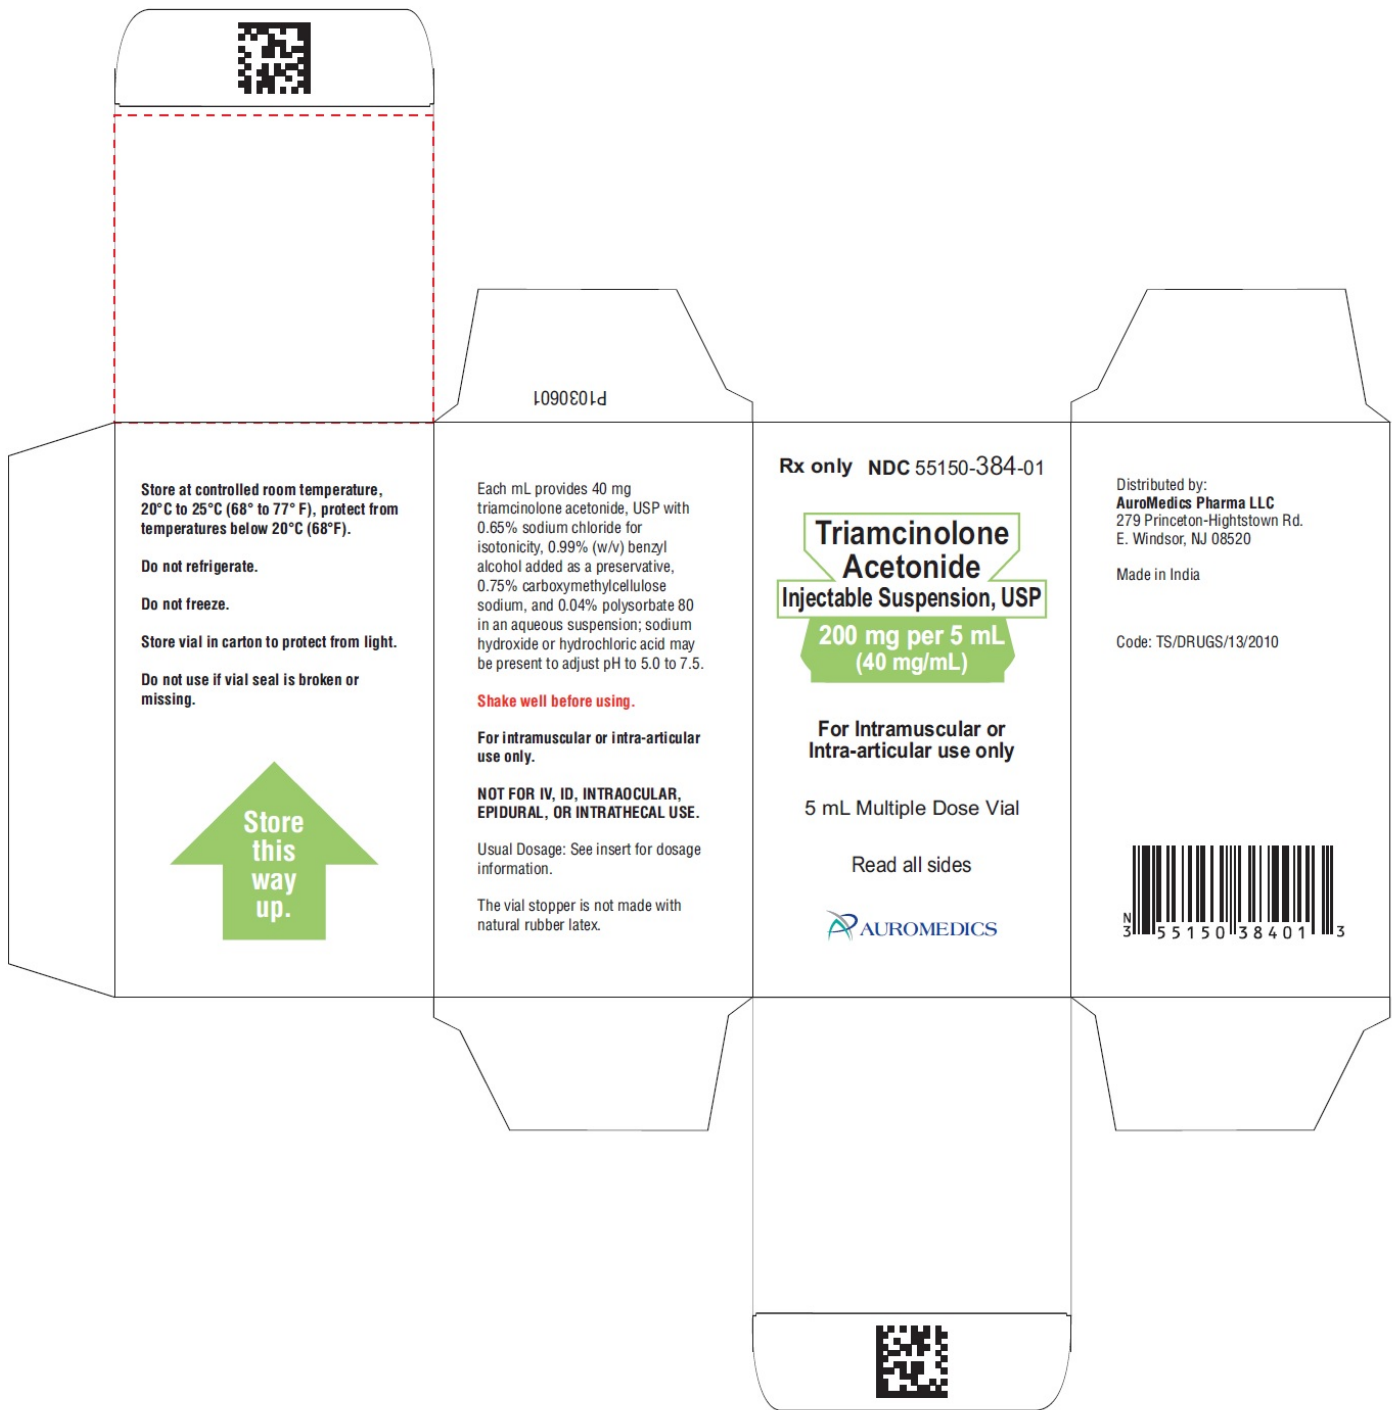 P1030601
Store at controlled room temperature,
20°C to 25°C (68° to 77° F), protect from
temperatures below 20°C (68°F).
Do not refrigerate.
Do not freeze.
Store vial in carton to protect from light.
Do not use if vial seal is broken or
missing.
Store
this
way
up.
Each mL provides 40 mg
triamcinolone acetonide, USP with
0.65% sodium chloride for
isotonicity, 0.99% (w/v) benzyl
alcohol added as a preservative,
0.75% carboxymethylcellulose
sodium, and 0.04% polysorbate 80
in an aqueous suspension; sodium
hydroxide or hydrochloric acid may
be present to adjust pH to 5.0 to 7.5.
Shake well before using.
For intramuscular or intra-articular
use only.
NOT FOR IV, ID, INTRAOCULAR,
EPIDURAL, OR INTRATHECAL USE.
Usual Dosage: See insert for dosage
information.
The vial stopper is not made with
natural rubber latex.
Rx only NDC 55150-384-01
Triamcinolone
Acetonide
Injectable Suspension, USP
200 mg per 5 mL
(40 mg/mL)
For Intramuscular or
Intra-articular use only
5 mL Multiple Dose Vial
Read all sides
AUROMEDICS
Distributed by:
AuroMedics Pharma LLC
279 Princeton-Hightstown Rd.
E. Windsor, NJ 08520
Made in India
Code: TS/DRUGS/13/2010
N
3 55150 38401 3